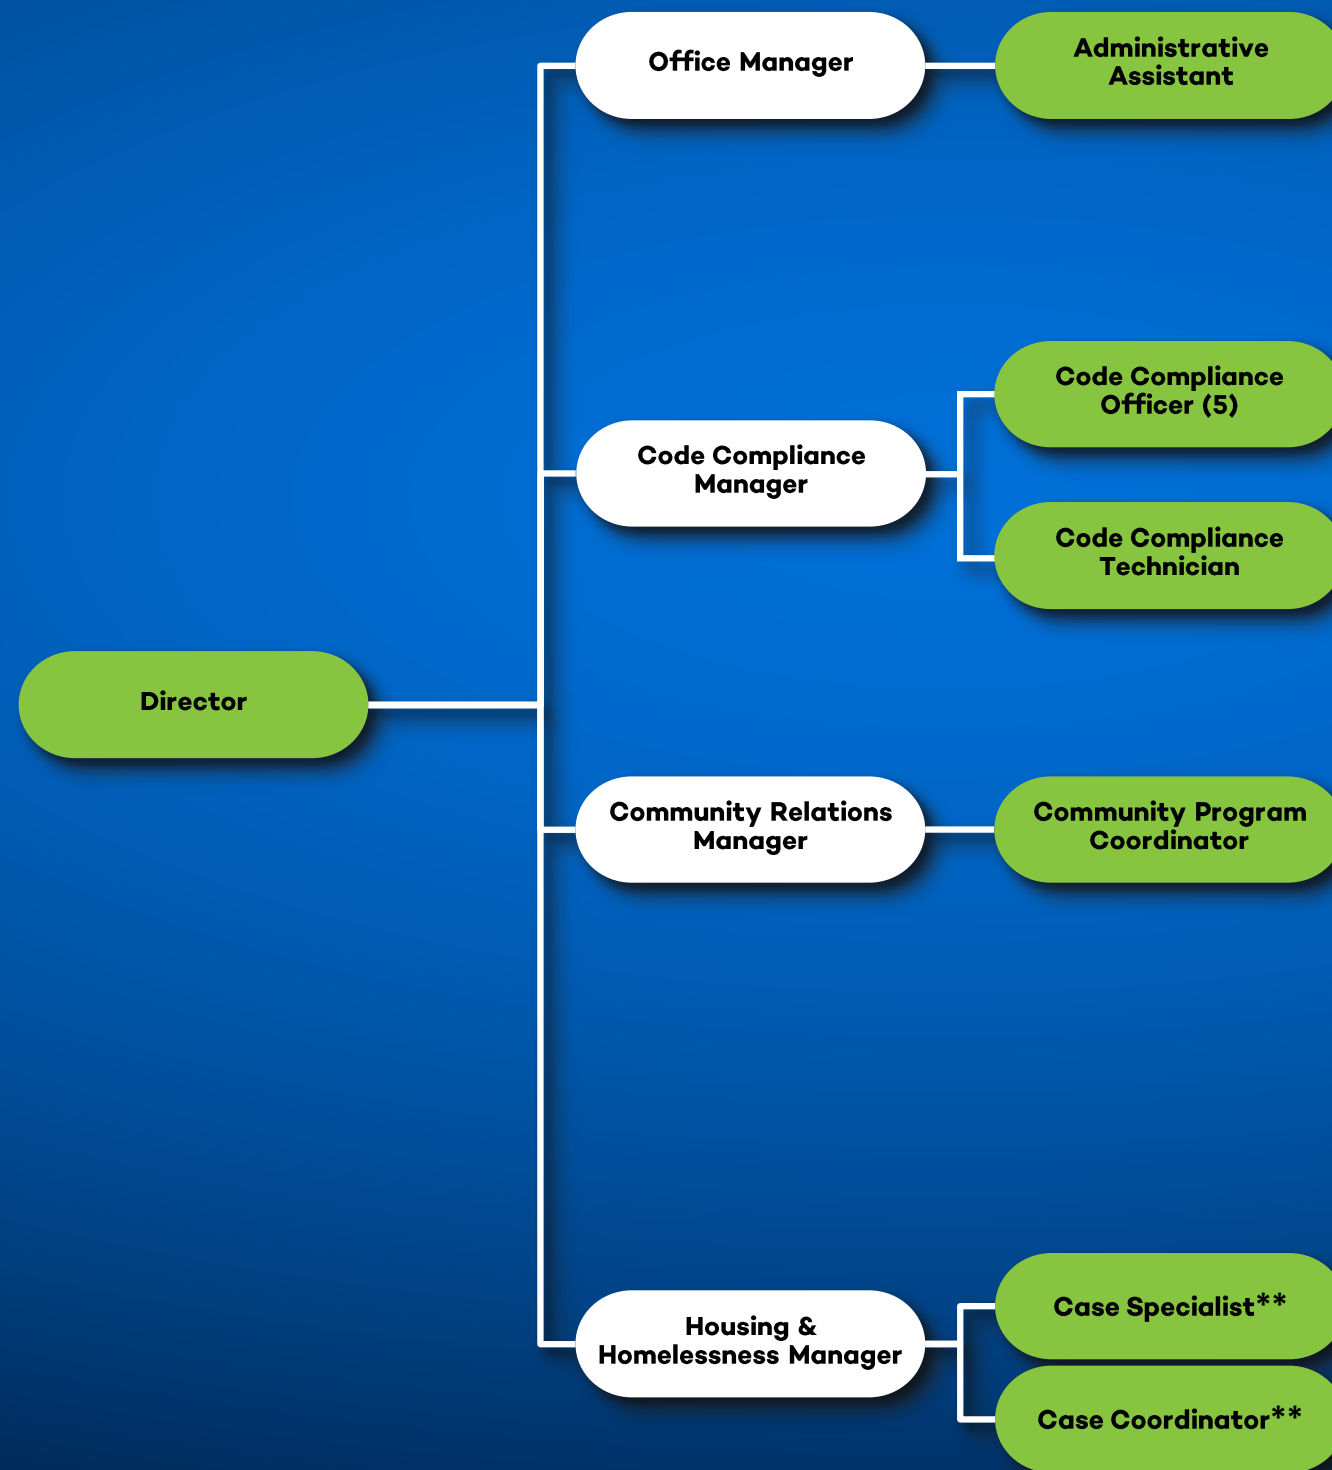 Office Manager
Administrative
Assistant
Code Compliance
Officer (5)
Code Compliance
Manager
Code Compliance
Technician
Director
Community Relations
Manager
Community Program
Coordinator
Case Specialist**
Housing &
Homelessness Manager
Case Coordinator**